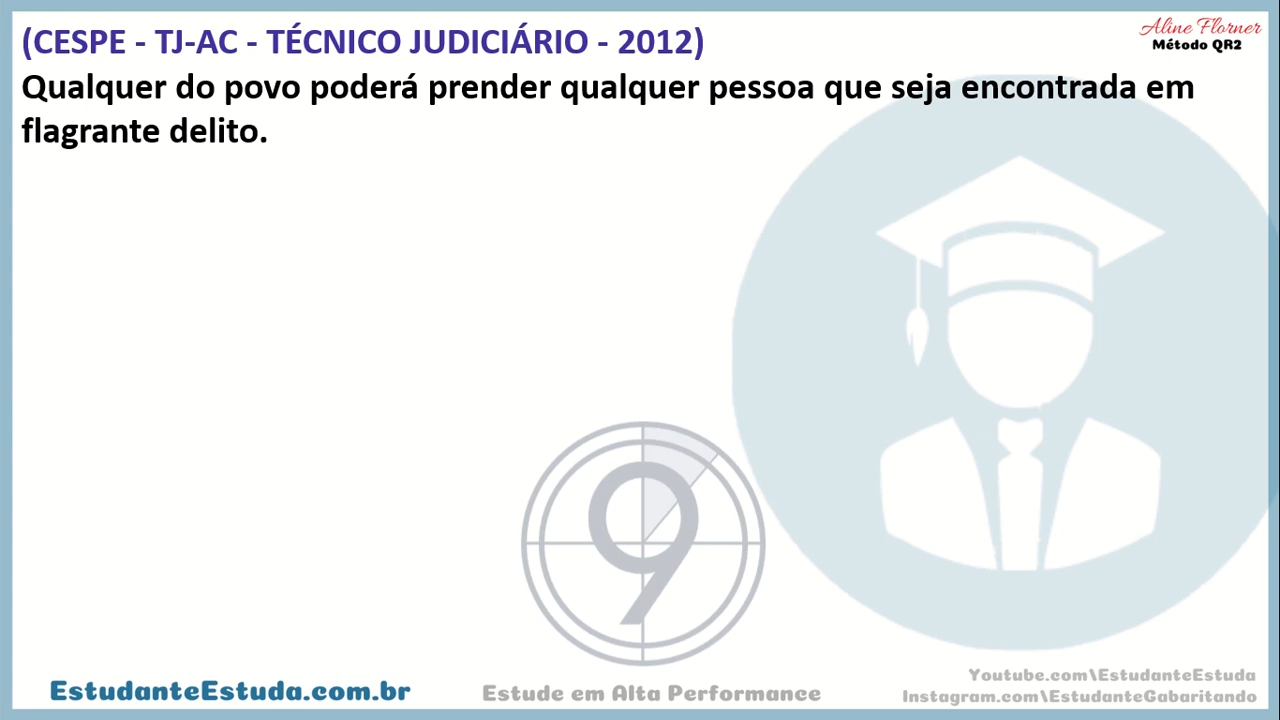 (CESPE - TJ-AC - TÉCNICO JUDICIÁRIO - 2012)
Aline Florner
Método QR2
Qualquer do povo poderá prender qualquer pessoa que seja encontrada em
flagrante delito.
9
EstudanteEstuda.com.br
Estude em Alta Performance
Youtube.com\EstudanteEstuda
Instagram.com\EstudanteGabaritando